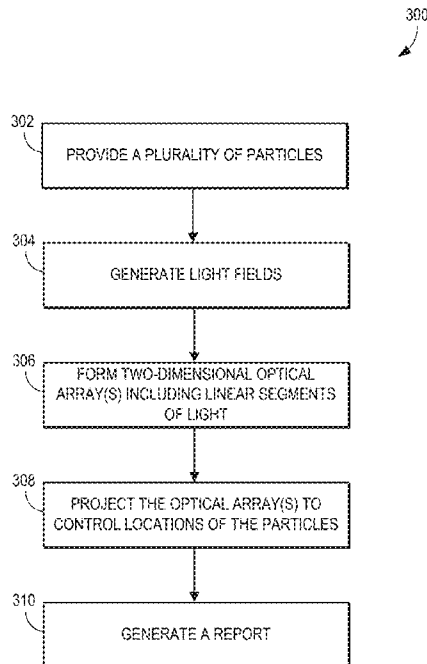 300
302
PROVIDE A PLURALITY OF PARTICLES
304
GENERATE LIGHT FIELDS
306
FORM TWO-DIMENSIONAL OPTICAL
ARRAY(S) INCLUDING LINEAR SEGMENTS
OF LIGHT
308
PROJECT THE OPTICAL ARRAY(S) TO
CONTROL LOCATIONS OF THE PARTICLES
310
GENERATE A REPORT